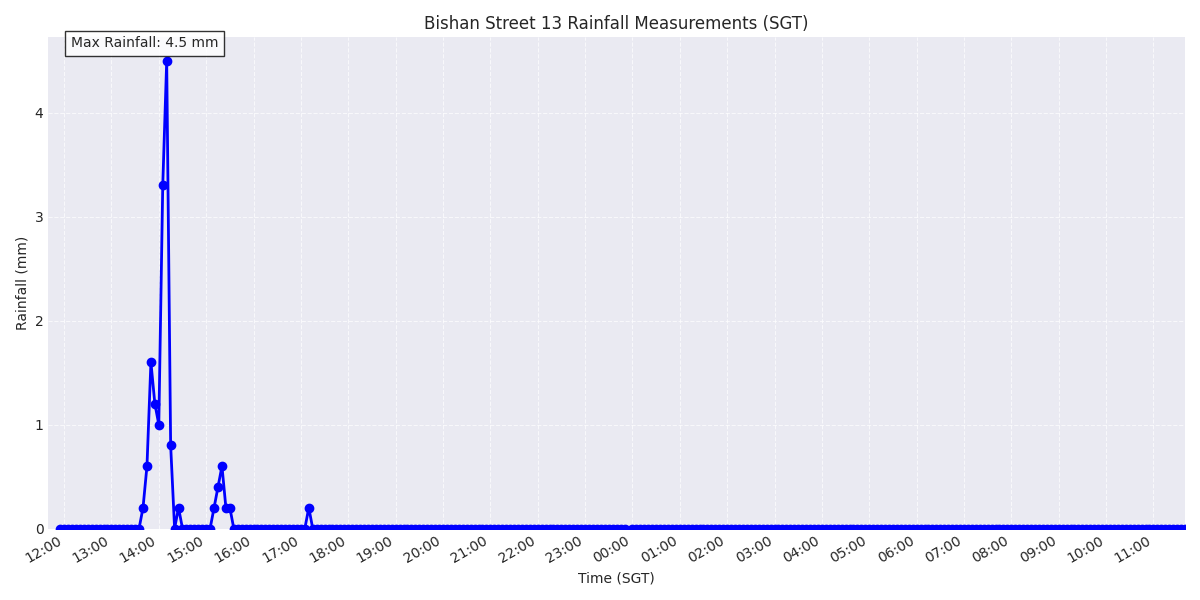 Bishan Street 13 Rainfall Measurements (SGT)
Max Rainfall: 4.5 mm
Rainfall (mm)
4
3
2
1
0
12:00 13:00 14:00 15:00 16:00 17:00 18:00 19:00 20:00 21:00 22:00 23:00 00:00 01:00 02:00 03:00 04:00 05:00 06:00 07:00 08:00 09:00 10:00 11:00
Time (SGT)